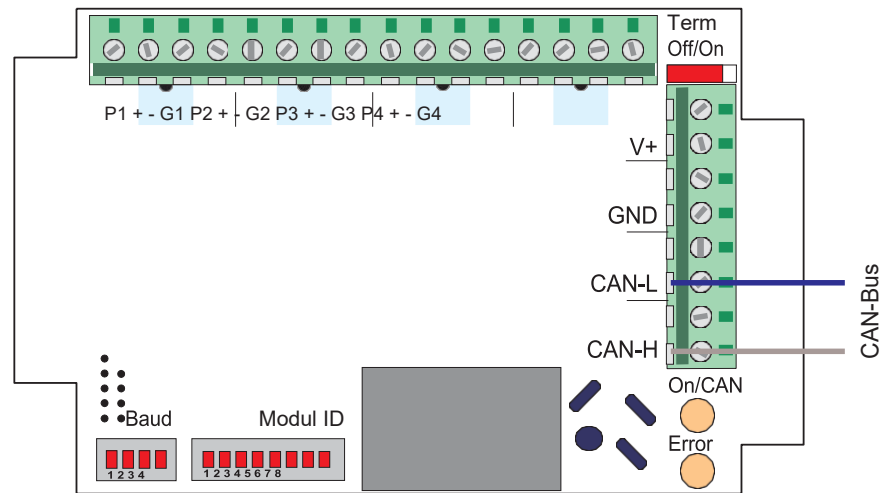 Term
Off/On
P1 + - G1 P2 + - G2 P3 + - G3 P4 + - G4
V+
GND
CAN-L
CAN-H
CAN-Bus
On/CAN
Error
Baud
Modul ID
1 2 3 4
1 2 3 4 5 6 7 8